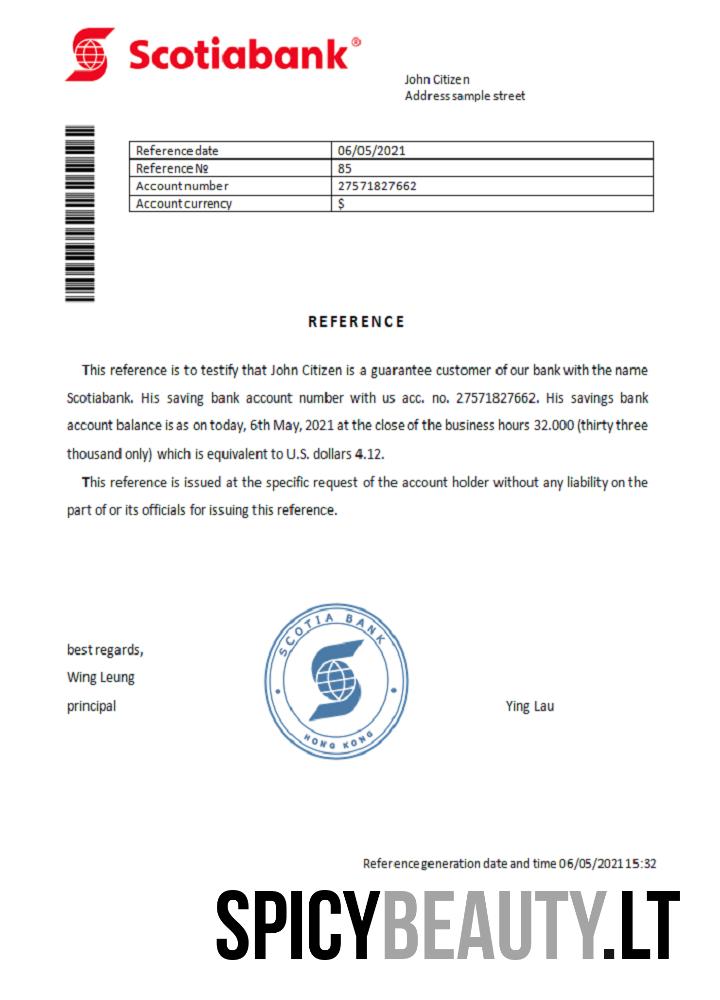 Scotiabank®
John Citizen
Address sample street
Reference date 06/05/2021
Reference № 85
Account number 27571827662
Account currency $
REFERENCE
This reference is to testify that John Citizen is a guarantee customer of our bank with the name
Scotiabank. His saving bank account number with us acc. no. 27571827662. His savings bank
account balance is as on today, 6th May, 2021 at the close of the business hours 32.000 (thirty three
thousand only) which is equivalent to U.S. dollars 4.12.
This reference is issued at the specific request of the account holder without any liability on the
part of or its officials for issuing this reference.
best regards,
Wing Leung
principal
SCOTIA BANK
HONG KONG
Ying Lau
Reference generation date and time 06/05/2021 15:32
SPICYBEAUTY.LT